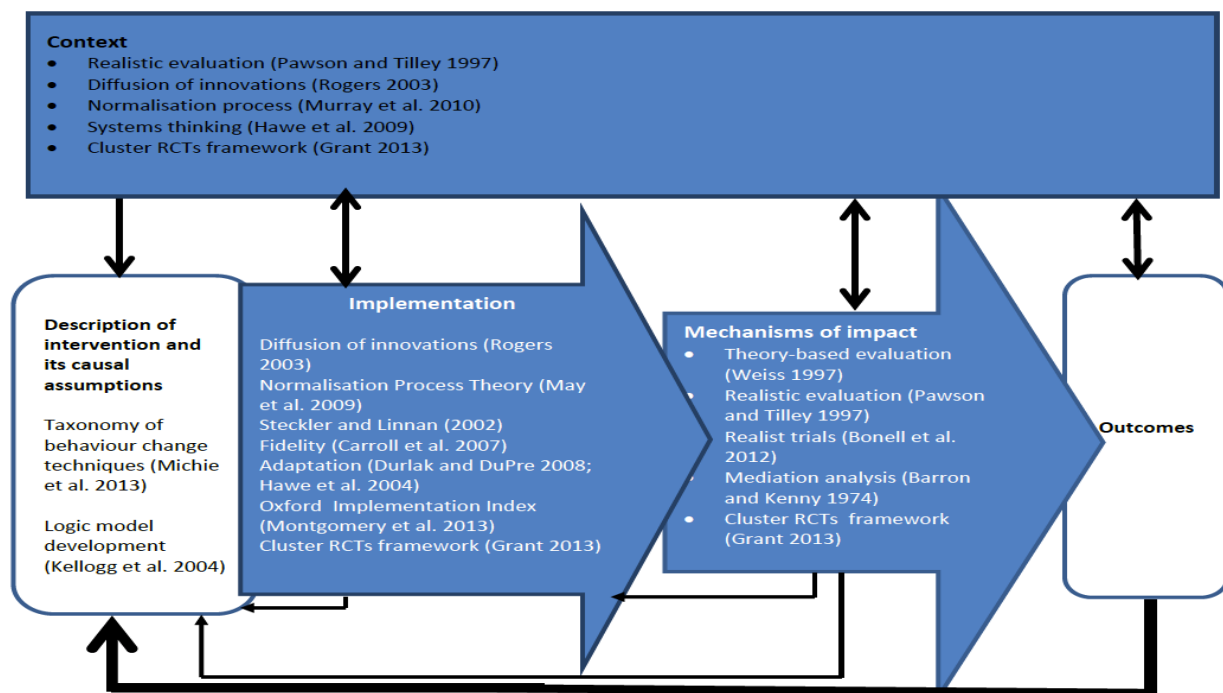 Context
• Realistic evaluation (Pawson and Tilley 1997)
• Diffusion of innovations (Rogers 2003)
• Normalisation process (Murray et al. 2010)
• Systems thinking (Hawe et al. 2009)
• Cluster RCTs framework (Grant 2013)
Description of
intervention and
its causal
assumptions
Taxonomy of
behaviour change
techniques (Michie
et al. 2013)
Logic model
development
(Kellogg et al. 2004)
Implementation
Diffusion of innovations (Rogers
2003)
Normalisation Process Theory (May
et al. 2009)
Steckler and Linnan (2002)
Fidelity (Carroll et al. 2007)
Adaptation (Durlak and DuPre 2008;
Hawe et al. 2004)
Oxford Implementation Index
(Montgomery et al. 2013)
Cluster RCTs framework (Grant 2013)
Mechanisms of impact
• Theory-based evaluation
(Weiss 1997)
• Realistic evaluation (Pawson
and Tilley 1997)
• Realist trials (Bonell et al.
2012)
• Mediation analysis (Barron
and Kenny 1974)
• Cluster RCTs framework
(Grant 2013)
Outcomes